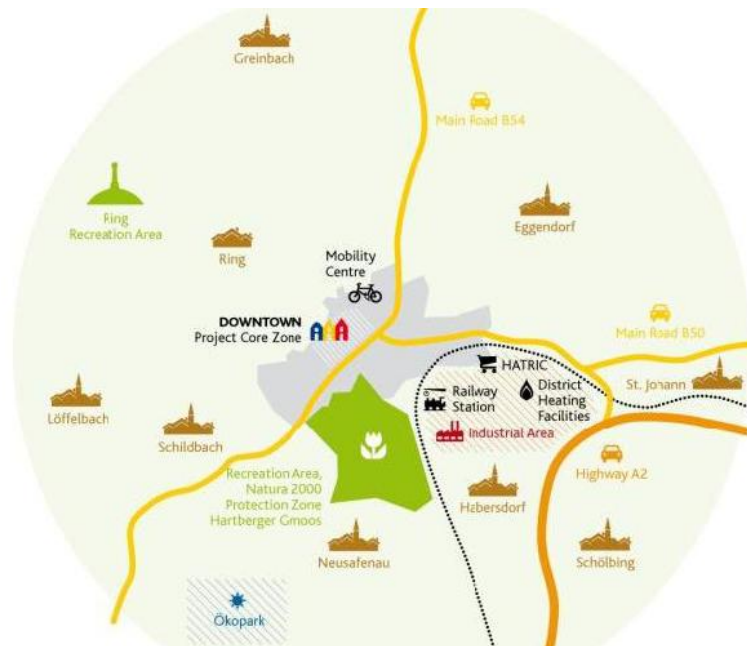 Greinbach
Main Road B54
Ring
Recreation Area
Eggendorf
Ring
Mobility
Centre
DOWNTOWN
Project Core Zone
Main Road B50
HATRIC
St. Johann
Railway
Station
District
Heating
Facilities
Löffelbach
Industrial Area
Schildbach
Recreation Area,
Natura 2000
Protection Zone
Hartberger Gmoos
Highway A2
Habersdorf
Neusafenau
Schölbing
Ökopark